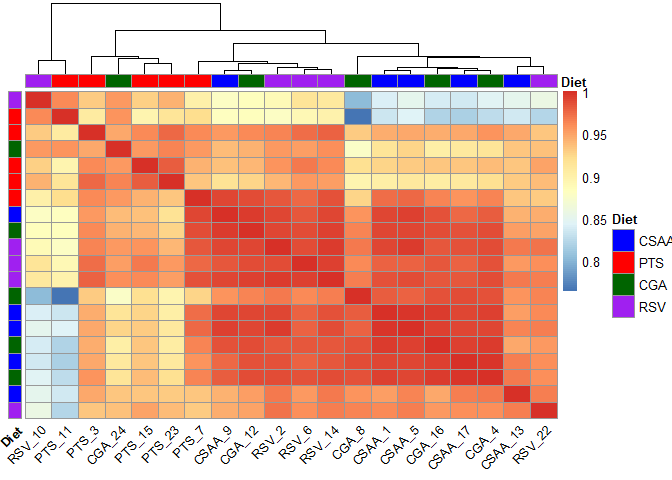 Diet
1
0.95
0.9
0.85
0.8
Diet
CSAA
PTS
CGA
RSV
Diet
RSV_10
PTS_11
PTS_3
CGA_24
PTS_15
PTS_23
PTS_7
CSAA_9
CGA_12
RSV_2
RSV_6
RSV_14
CGA_8
CSAA_1
CSAA_5
CGA_16
CSAA_17
CGA_4
CSAA_13
RSV_22